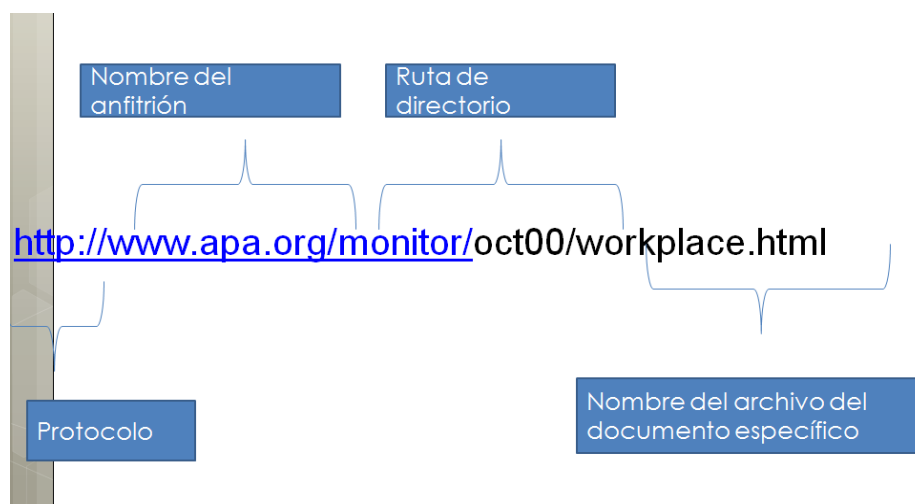 Nombre del
anfitrión
Ruta de
directorio
http://www.apa.org/monitor/oct00/workplace.html
Protocolo
Nombre del archivo del
documento específico